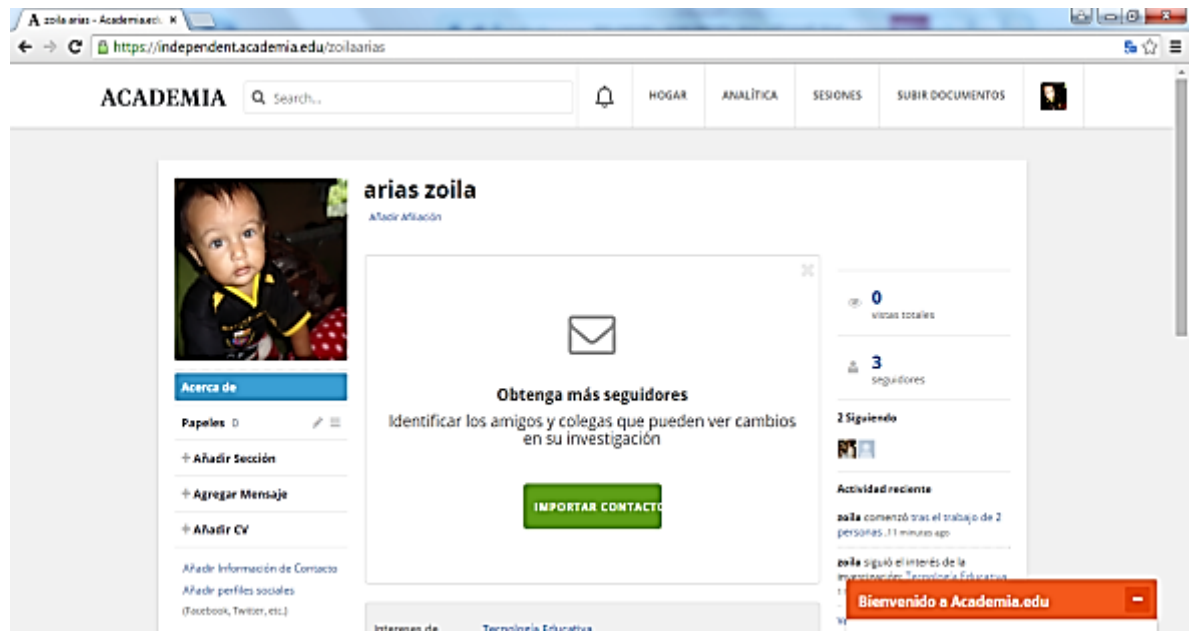 A zoila arias - Academia.edu
https://independent.academia.edu/zoilaarias
ACADEMIA
Search...
HOGAR
ANALÍTICA
SESIONES
SUBIR DOCUMENTOS
arias zoila
Añadir Afiliación
Obtenga más seguidores
Identificar los amigos y colegas que pueden ver cambios
en su investigación
IMPORTAR CONTACTO
Acerca de
Papeles 0
+ Añadir Sección
+ Agregar Mensaje
+ Añadir CV
Añadir Información de Contacto
Añadir perfiles sociales
(Facebook, Twitter, etc.)
0
vistas totales
3
seguidores
2 Siguiendo
Actividad reciente
zoila comenzó tras el trabajo de 2
personas .11 minutos ago
zoila siguió el interés de la
investigación: Tecnología Educativa
Bienvenido a Academia.edu
Intereses de
Tecnología Educativa